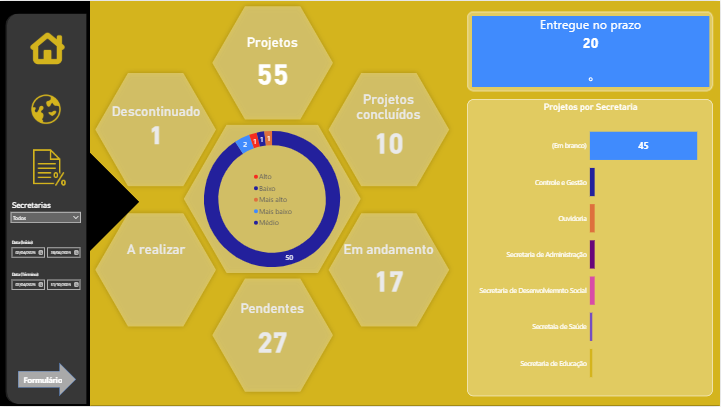 Secretarias
Todos
Data (Início)
Data (Término)
Formulário
Projetos
55
Descontinuado
1
Projetos
concluídos
10
2
1
1
1
50
Alto
Baixo
Mais alto
Mais baixo
Médio
A realizar
Em andamento
17
Pendentes
27
Entregue no prazo
20
Projetos por Secretaria
(Em branco)
45
Controle e Gestão
Ouvidoria
Secretaria de Administração
Secretaria de Desenvolvimento Social
Secretaia de Saúde
Secretaria de Educação